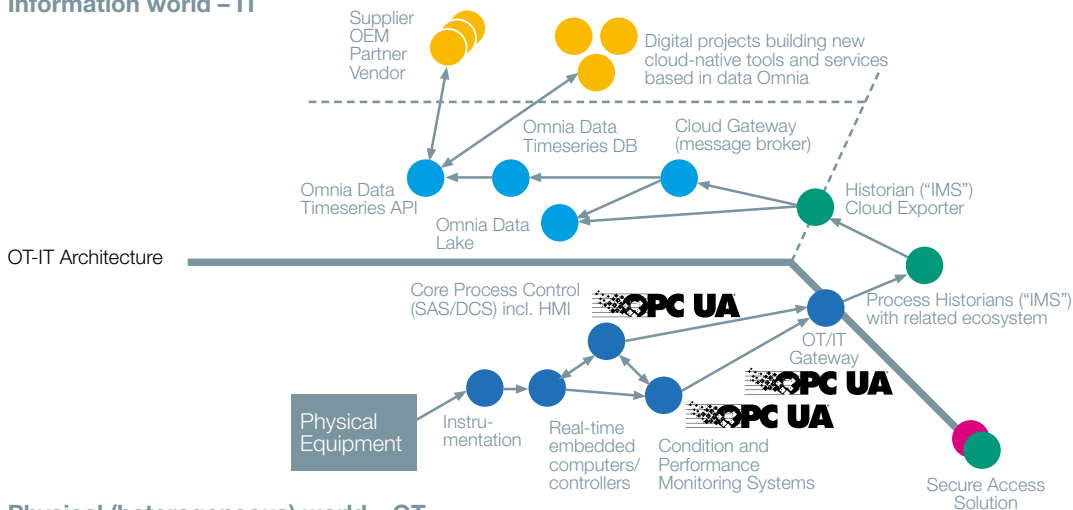 Information world – IT
Supplier
OEM
Partner
Vendor
Digital projects building new
cloud-native tools and services
based in data Omnia
Omnia Data
Timeseries DB
Cloud Gateway
(message broker)
Omnia Data
Timeseries API
Omnia Data
Lake
Historian (“IMS”)
Cloud Exporter
OT-IT Architecture
Core Process Control
(SAS/DCS) incl. HMI
OPC UA
Process Historians (“IMS”)
with related ecosystem
OT/IT
Gateway
OPC UA
OPC UA
Physical
Equipment
Instru-
mentation
Real-time
embedded
computers/
controllers
Condition and
Performance
Monitoring Systems
Secure Access
Solution
Physical (heterogeneous) world – OT